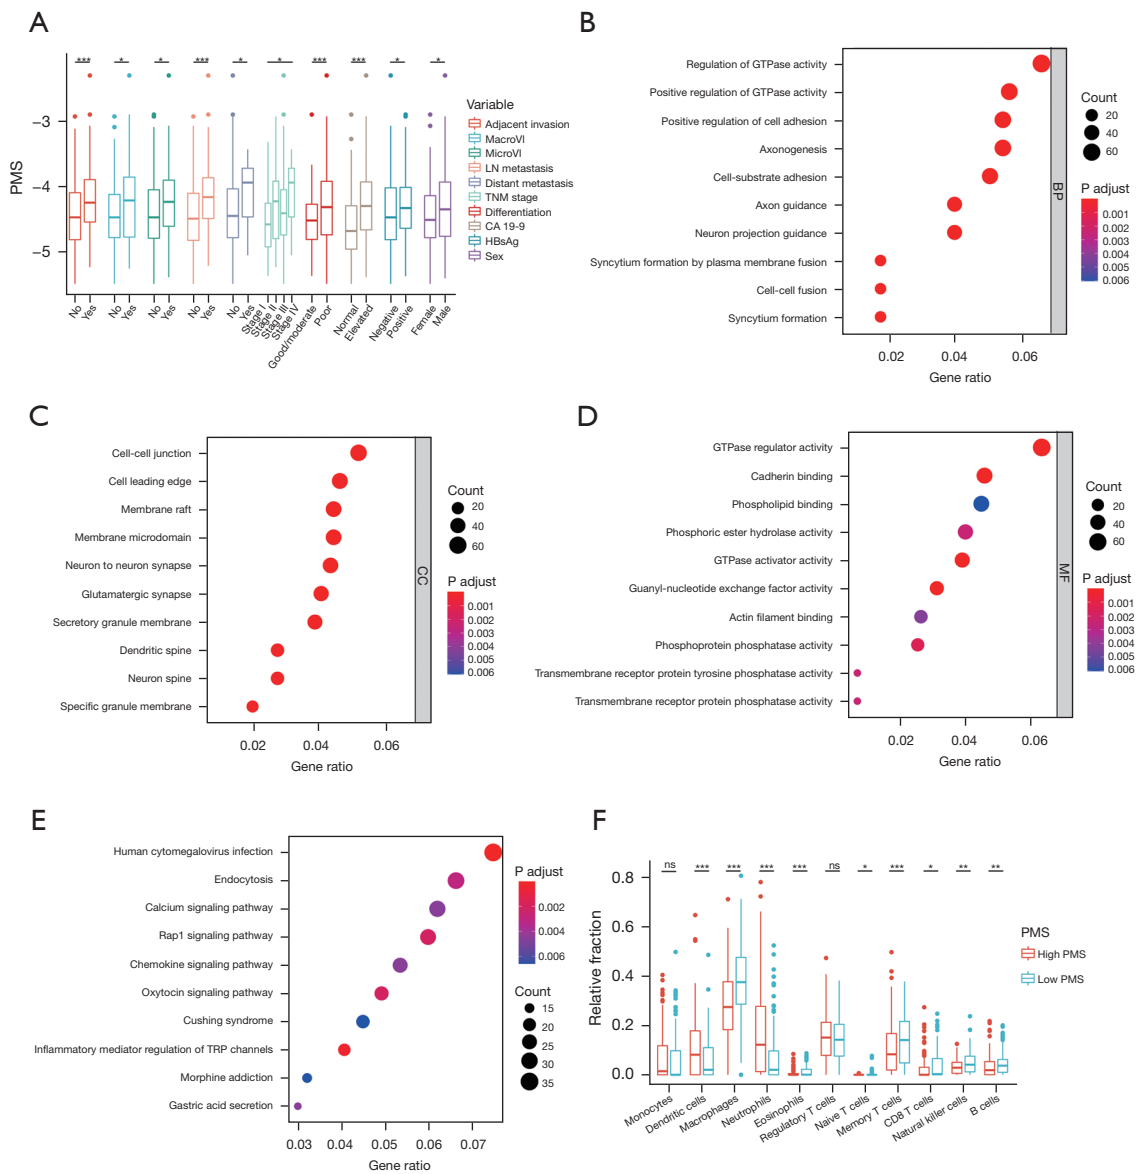 A
*** * * *** * * *** *** * *
PMS
−3
−4
−5
No
Yes
No
Yes
No
Yes
No
Yes
No
Yes
Stage I
Stage II
Stage III
Stage IV
Good/moderate
Poor
Normal
Elevated
Negative
Positive
Female
Male
Variable
Adjacent invasion
MacroVI
MicroVI
LN metastasis
Distant metastasis
TNM stage
Differentiation
CA 19-9
HBsAg
Sex
B
Regulation of GTPase activity
Positive regulation of GTPase activity
Positive regulation of cell adhesion
Axonogenesis
Cell-substrate adhesion
Axon guidance
Neuron projection guidance
Syncytium formation by plasma membrane fusion
Cell-cell fusion
Syncytium formation
BP
0.02 0.04 0.06
Gene ratio
Count
20
40
60
P adjust
0.001
0.002
0.003
0.004
0.005
0.006
C
Cell-cell junction
Cell leading edge
Membrane raft
Membrane microdomain
Neuron to neuron synapse
Glutamatergic synapse
Secretory granule membrane
Dendritic spine
Neuron spine
Specific granule membrane
CC
0.02 0.04 0.06
Gene ratio
Count
20
40
60
P adjust
0.001
0.002
0.003
0.004
0.005
0.006
D
GTPase regulator activity
Cadherin binding
Phospholipid binding
Phosphoric ester hydrolase activity
GTPase activator activity
Guanyl-nucleotide exchange factor activity
Actin filament binding
Phosphoprotein phosphatase activity
Transmembrane receptor protein tyrosine phosphatase activity
Transmembrane receptor protein phosphatase activity
MF
0.02 0.04 0.06
Gene ratio
Count
20
40
60
P adjust
0.001
0.002
0.003
0.004
0.005
0.006
E
Human cytomegalovirus infection
Endocytosis
Calcium signaling pathway
Rap1 signaling pathway
Chemokine signaling pathway
Oxytocin signaling pathway
Cushing syndrome
Inflammatory mediator regulation of TRP channels
Morphine addiction
Gastric acid secretion
0.03 0.04 0.05 0.06 0.07
Gene ratio
P adjust
0.002
0.004
0.006
Count
15
20
25
30
35
F
ns *** *** *** *** ns * *** * ** **
Relative fraction
0.8
0.6
0.4
0.2
0.0
Monocytes
Dendritic cells
Macrophages
Neutrophils
Eosinophils
Regulatory T cells
Naive T cells
Memory T cells
CD8 T cells
Natural killer cells
B cells
PMS
High PMS
Low PMS